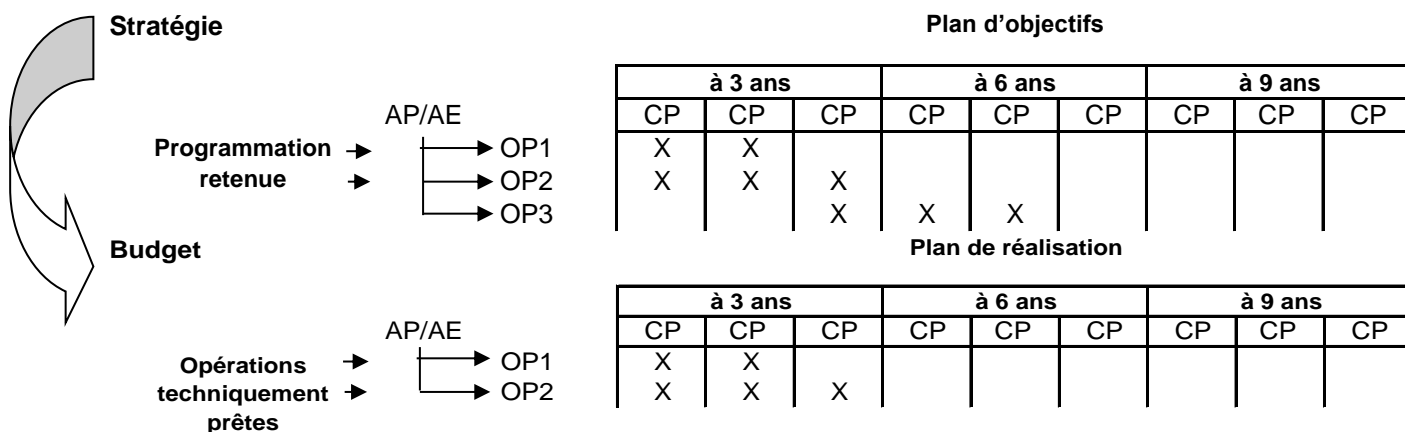 Stratégie
Plan d’objectifs
à 3 ans à 6 ans à 9 ans
AP/AE CP CP CP CP CP CP CP CP CP
Programmation OP1 X X
retenue OP2 X X X
OP3 X X X
Budget
Plan de réalisation
à 3 ans à 6 ans à 9 ans
AP/AE CP CP CP CP CP CP CP CP CP
Opérations OP1 X X
techniquement OP2 X X X
prêtes